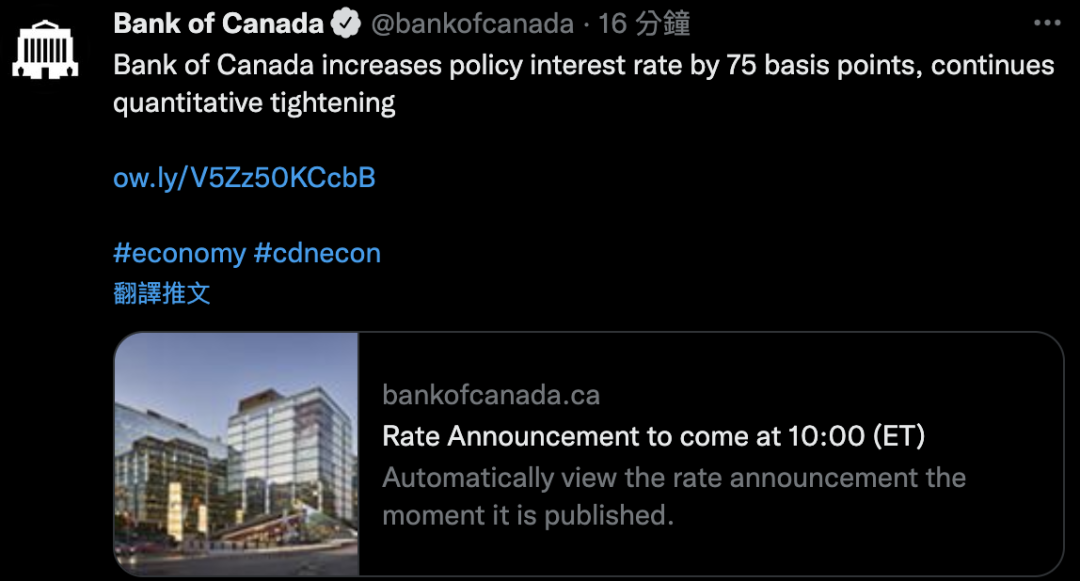 Bank of Canada @bankofcanada · 16 分鐘
Bank of Canada increases policy interest rate by 75 basis points, continues
quantitative tightening
ow.ly/V5Zz50KCcbB
#economy #cdnecon
翻譯推文
bankofcanada.ca
Rate Announcement to come at 10:00 (ET)
Automatically view the rate announcement the
moment it is published.